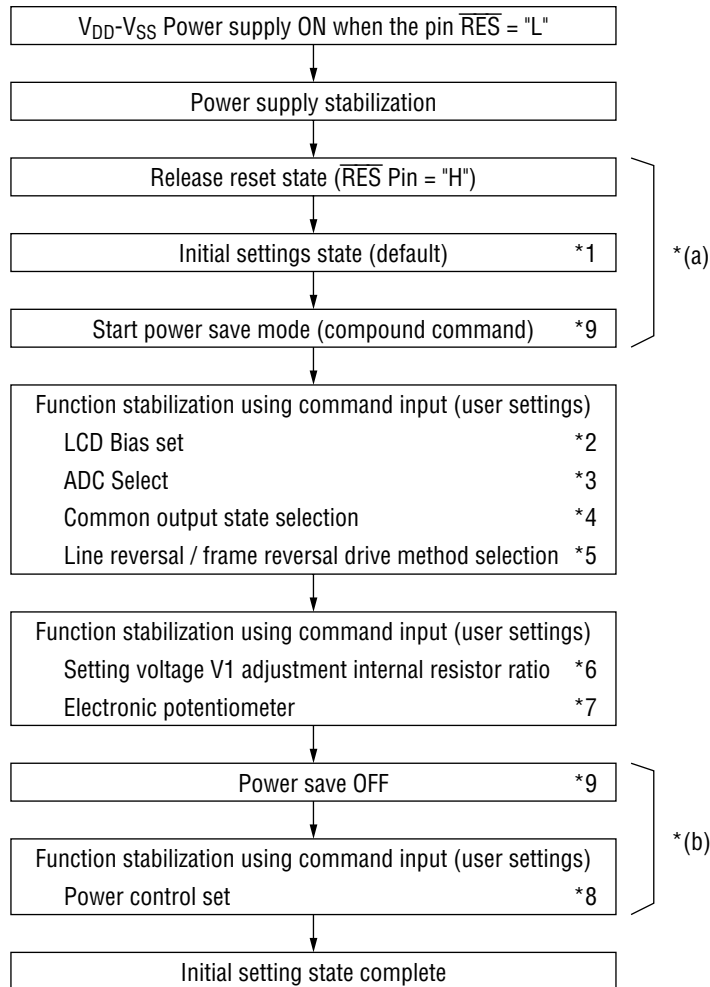 VDD-VSS Power supply ON when the pin R̅E̅S̅ = "L"
Power supply stabilization
Release reset state (R̅E̅S̅ Pin = "H")
Initial settings state (default) *1
*(a)
Start power save mode (compound command) *9
Function stabilization using command input (user settings)
LCD Bias set *2
ADC Select *3
Common output state selection *4
Line reversal / frame reversal drive method selection *5
Function stabilization using command input (user settings)
Setting voltage V1 adjustment internal resistor ratio *6
Electronic potentiometer *7
Power save OFF *9
*(b)
Function stabilization using command input (user settings)
Power control set *8
Initial setting state complete